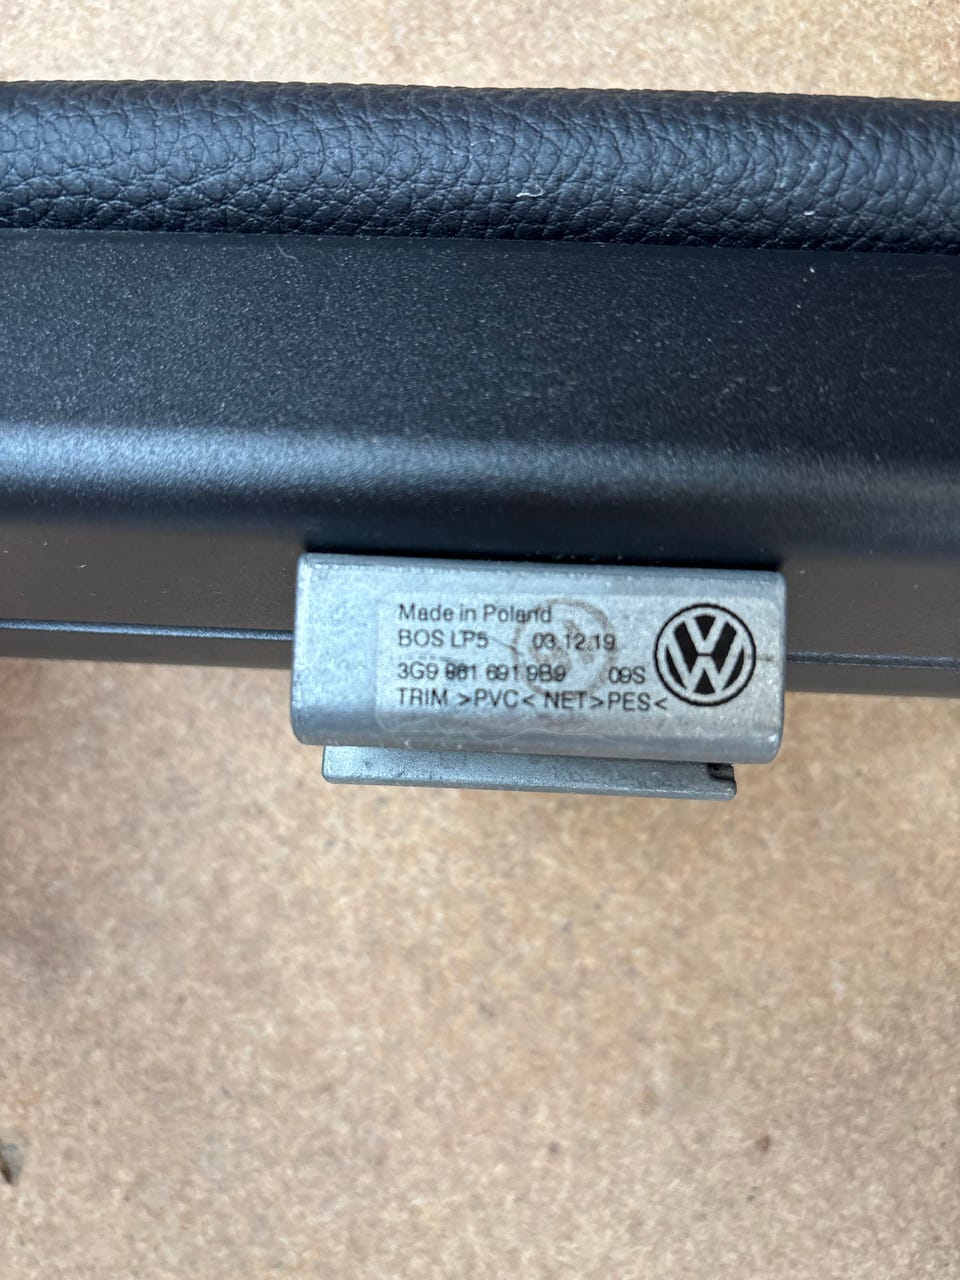 Made in Poland
BOS LP5 03.12.19
3G9 861 691 9B9 09S
TRIM >PVC< NET>PES<